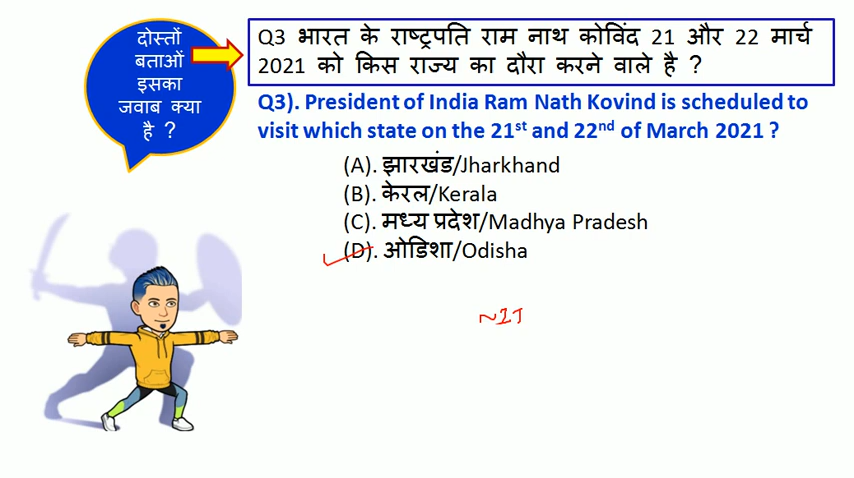 दोस्तों
बताओं
इसका
जवाब क्या
है ?
Q3 भारत के राष्ट्रपति राम नाथ कोविंद 21 और 22 मार्च
2021 को किस राज्य का दौरा करने वाले है ?
Q3). President of India Ram Nath Kovind is scheduled to
visit which state on the 21st and 22nd of March 2021 ?
(A). झारखंड/Jharkhand
(B). केरल/Kerala
(C). मध्य प्रदेश/Madhya Pradesh
(D). ओडिशा/Odisha